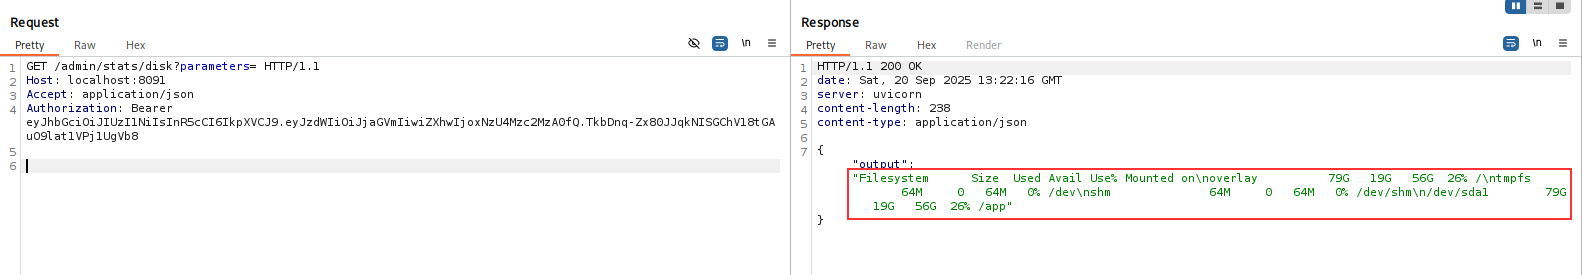 Request
Pretty Raw Hex
\n
1 GET /admin/stats/disk?parameters= HTTP/1.1
2 Host: localhost:8091
3 Accept: application/json
4 Authorization: Bearer
eyJhbGciOiJIUzI1NiIsInR5cCI6IkpXVCJ9.eyJzdWIiOiJjaGVmIiwiZXhwIjoxNzU4Mzc2MzA0fQ.TkbDnq-Zx80JJqkNISGChVl8tGA
uO9lat1VPj1UgVb8
5
6
Response
Pretty Raw Hex Render
\n
1 HTTP/1.1 200 OK
2 date: Sat, 20 Sep 2025 13:22:16 GMT
3 server: uvicorn
4 content-length: 238
5 content-type: application/json
6
7 {
"output":
"Filesystem Size Used Avail Use% Mounted on\noverlay 79G 19G 56G 26% /\ntmpfs
64M 0 64M 0% /dev\nshm 64M 0 64M 0% /dev/shm\n/dev/sda1 79G
19G 56G 26% /app"
}